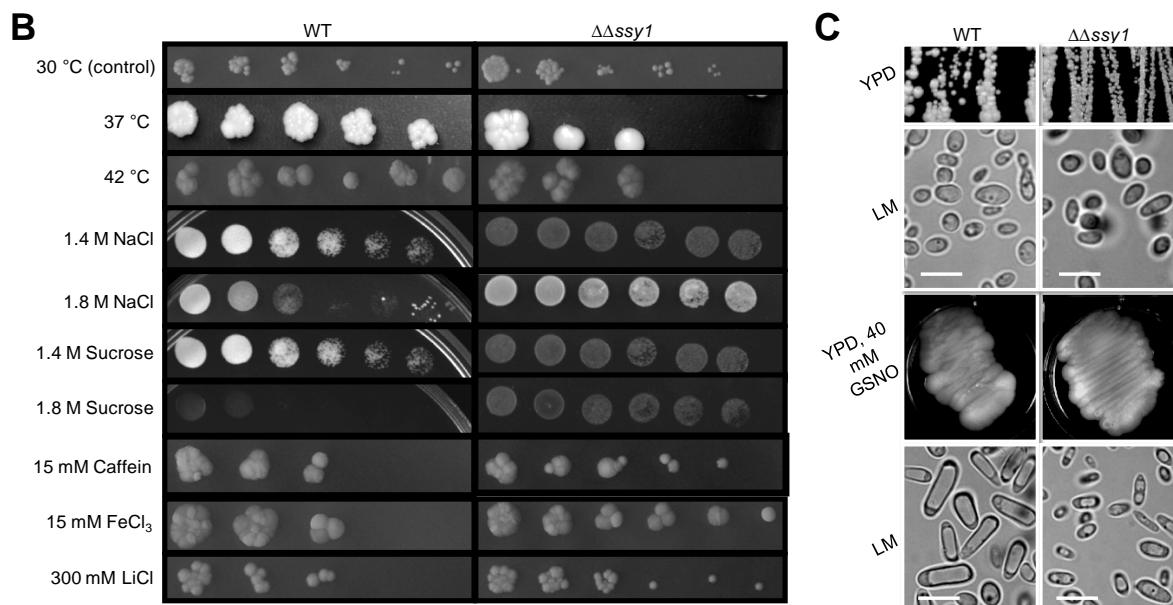 B
WT
ΔΔssy1
30 °C (control)
37 °C
42 °C
1.4 M NaCl
1.8 M NaCl
1.4 M Sucrose
1.8 M Sucrose
15 mM Caffein
15 mM FeCl₃
300 mM LiCl
C
WT
ΔΔssy1
YPD
LM
YPD, 40
mM
GSNO
LM